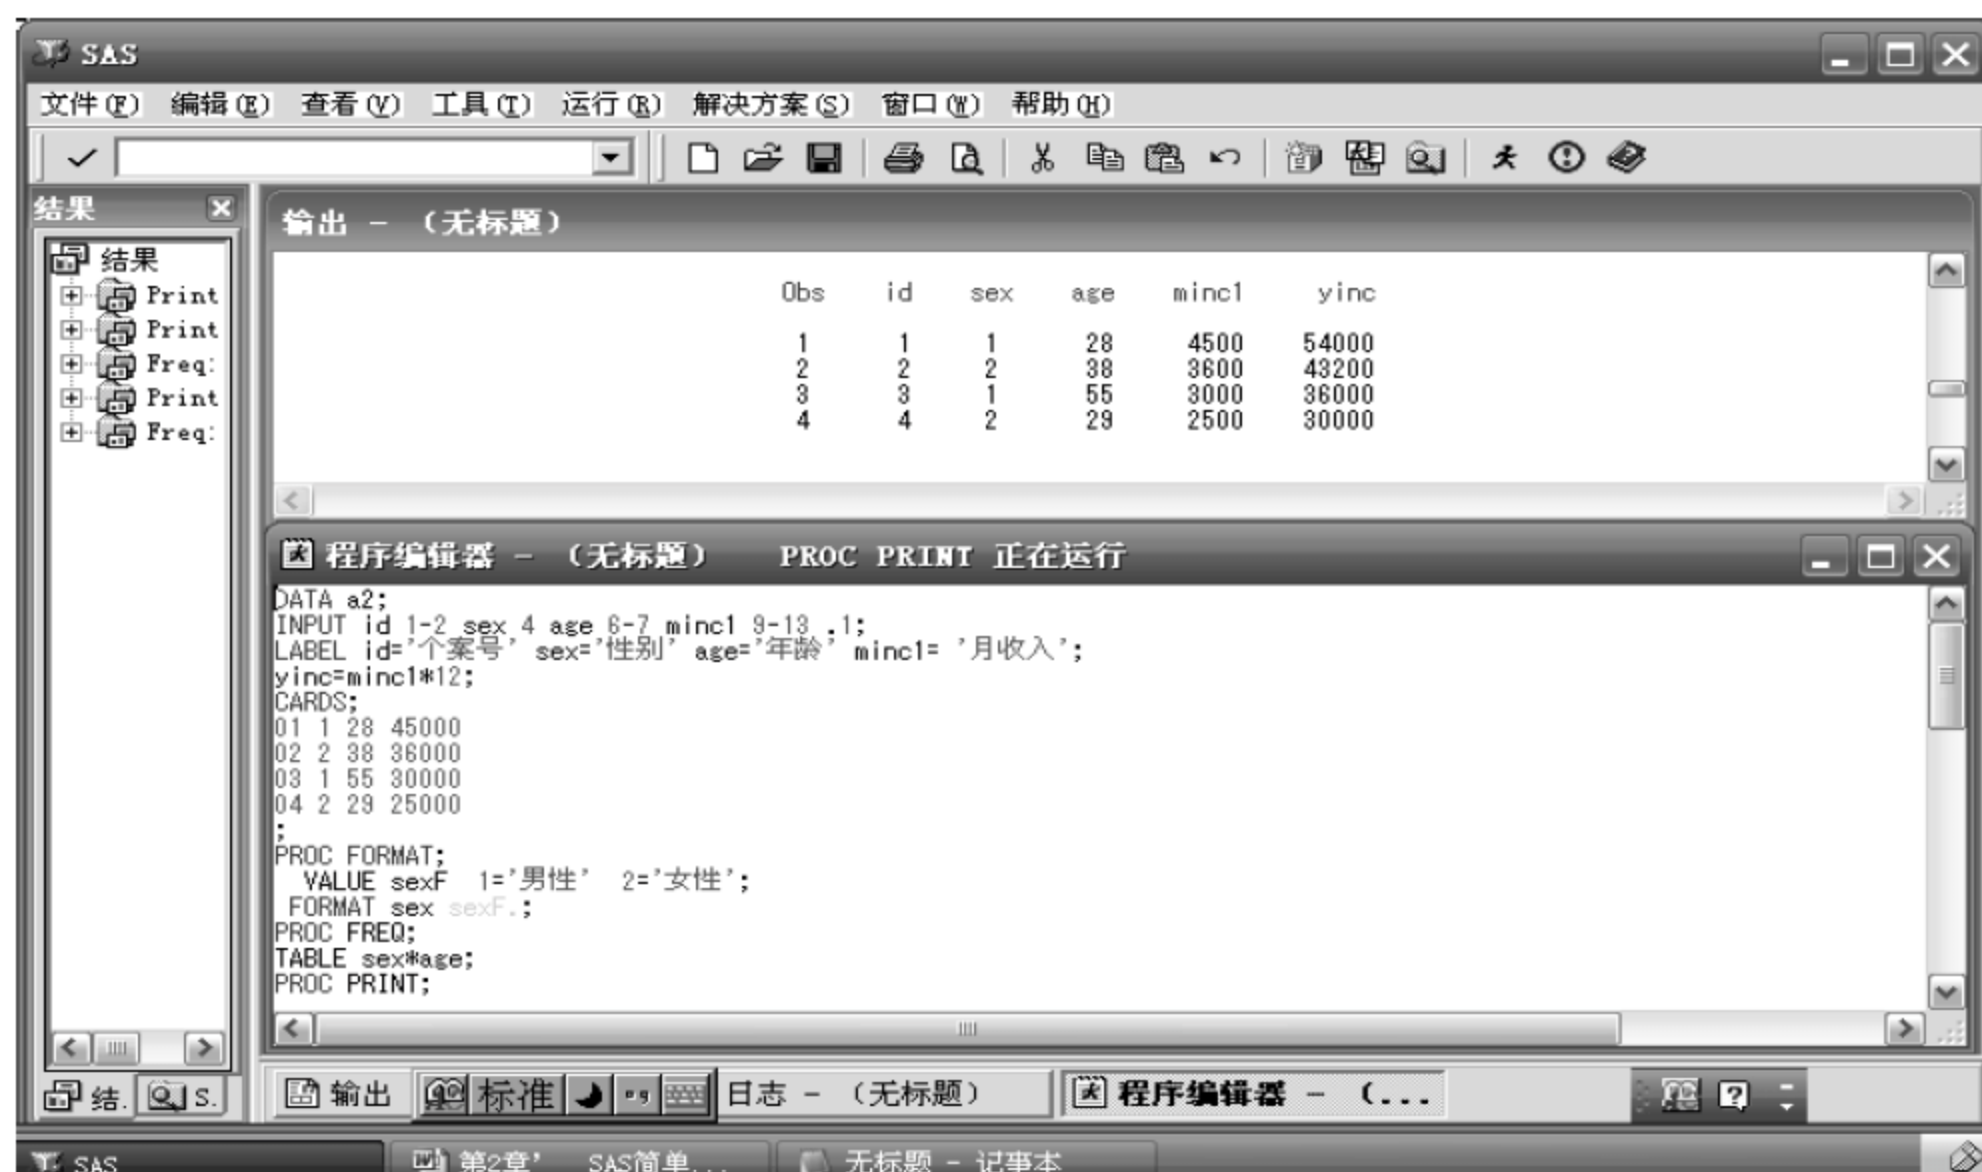 SAS
文件(F) 编辑(E) 查看(V) 工具(T) 运行(R) 解决方案(S) 窗口(W) 帮助(H)
结果
结果
Print
Print
Freq:
Print
Freq:
输出 - （无标题）
Obs id sex age minc1 yinc
1 1 1 28 4500 54000
2 2 2 38 3600 43200
3 3 1 55 3000 36000
4 4 2 29 2500 30000
程序编辑器 - （无标题） PROC PRINT 正在运行
DATA a2;
INPUT id 1-2 sex 4 age 6-7 minc1 9-13 .1;
LABEL id='个案号' sex='性别' age='年龄' minc1= '月收入';
yinc=minc1*12;
CARDS;
01 1 28 45000
02 2 38 36000
03 1 55 30000
04 2 29 25000
;
PROC FORMAT;
VALUE sexF 1='男性' 2='女性';
FORMAT sex sexF.;
PROC FREQ;
TABLE sex*age;
PROC PRINT;
结. S.
输出 标准 日志 - （无标题） 程序编辑器 - (...
SAS 第2章' SAS简单... 无标题 - 记事本